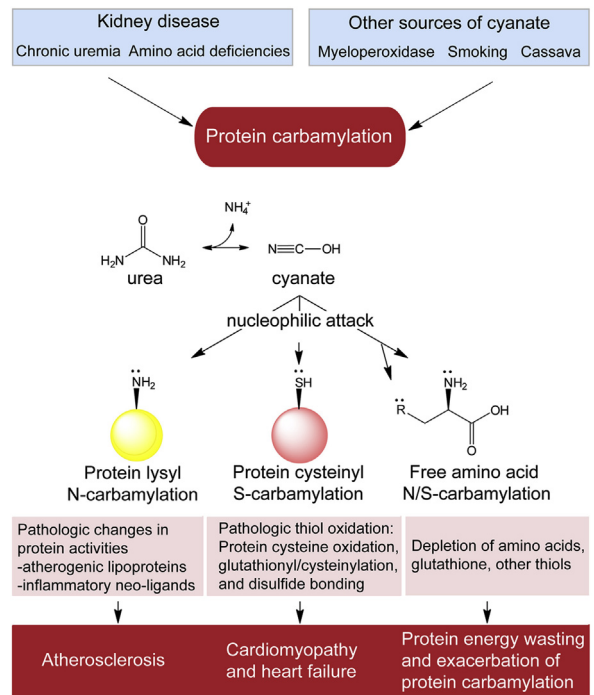 Kidney disease
Chronic uremia Amino acid deficiencies
Other sources of cyanate
Myeloperoxidase Smoking Cassava
Protein carbamylation
NH4+
O
H2N NH2
urea
N C OH
cyanate
nucleophilic attack
NH2
Protein lysyl
N-carbamylation
SH
Protein cysteinyl
S-carbamylation
NH2
R OH
O
Free amino acid
N/S-carbamylation
Pathologic changes in
protein activities
-atherogenic lipoproteins
-inflammatory neo-ligands
Pathologic thiol oxidation:
Protein cysteine oxidation,
glutathionyl/cysteinylation,
and disulfide bonding
Depletion of amino acids,
glutathione, other thiols
Atherosclerosis
Cardiomyopathy
and heart failure
Protein energy wasting
and exacerbation of
protein carbamylation